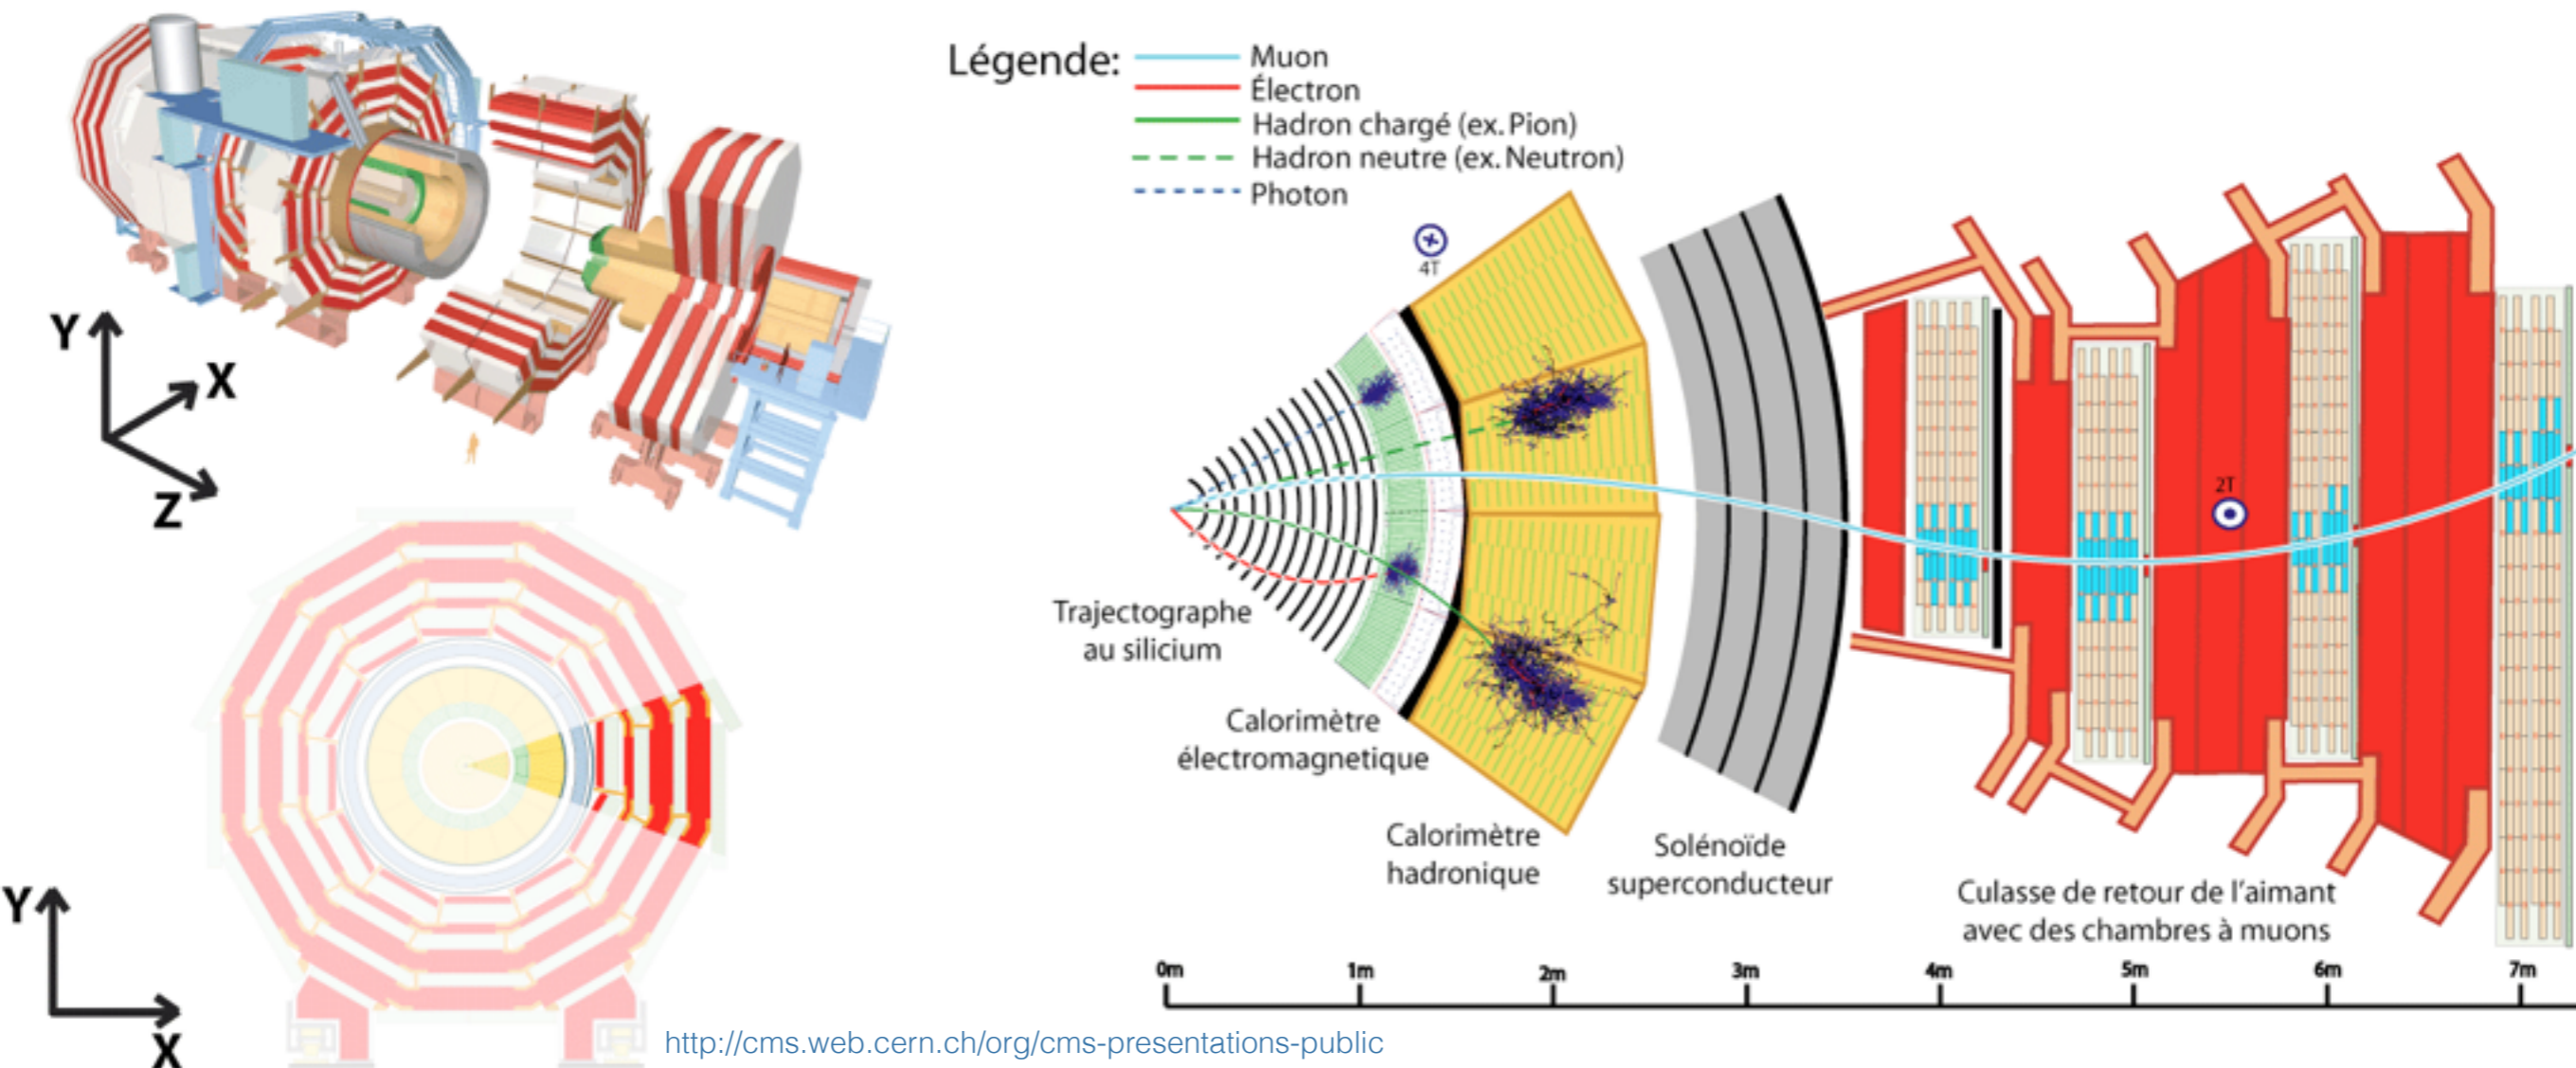 Légende:
Muon
Électron
Hadron chargé (ex. Pion)
Hadron neutre (ex. Neutron)
Photon
4T
Y
X
Z
2T
Trajectographe
au silicium
Calorimètre
électromagnetique
Calorimètre
hadronique
Solénoïde
superconducteur
Culasse de retour de l'aimant
avec des chambres à muons
Y
X
0m
1m
2m
3m
4m
5m
6m
7m
http://cms.web.cern.ch/org/cms-presentations-public